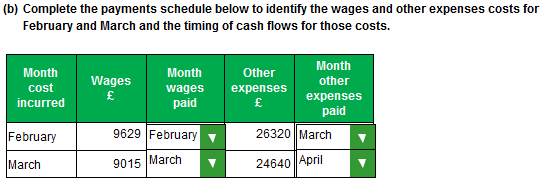 (b) Complete the payments schedule below to identify the wages and other expenses costs for
February and March and the timing of cash flows for those costs.
Month cost incurred | Wages £ | Month wages paid | Other expenses £ | Month other expenses paid
February | 9629 | February ▼ | 26320 | March ▼
March | 9015 | March ▼ | 24640 | April ▼